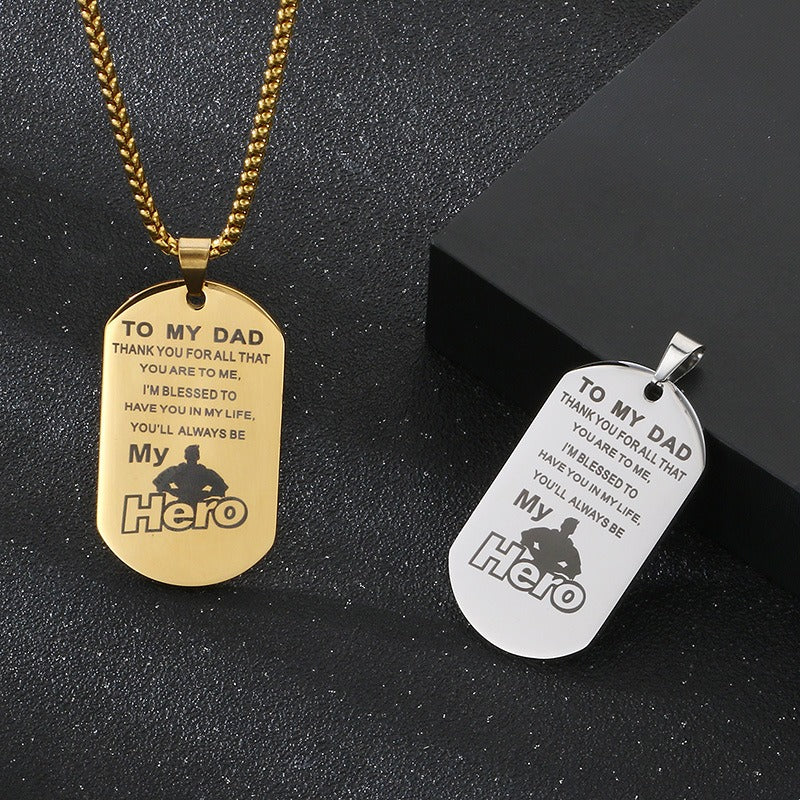 TO MY DAD
THANK YOU FOR ALL THAT
YOU ARE TO ME,
I'M BLESSED TO
HAVE YOU IN MY LIFE,
YOU'LL ALWAYS BE
My
Hero
TO MY DAD
THANK YOU FOR ALL THAT
YOU ARE TO ME,
I'M BLESSED TO
HAVE YOU IN MY LIFE,
YOU'LL ALWAYS BE
My
Hero